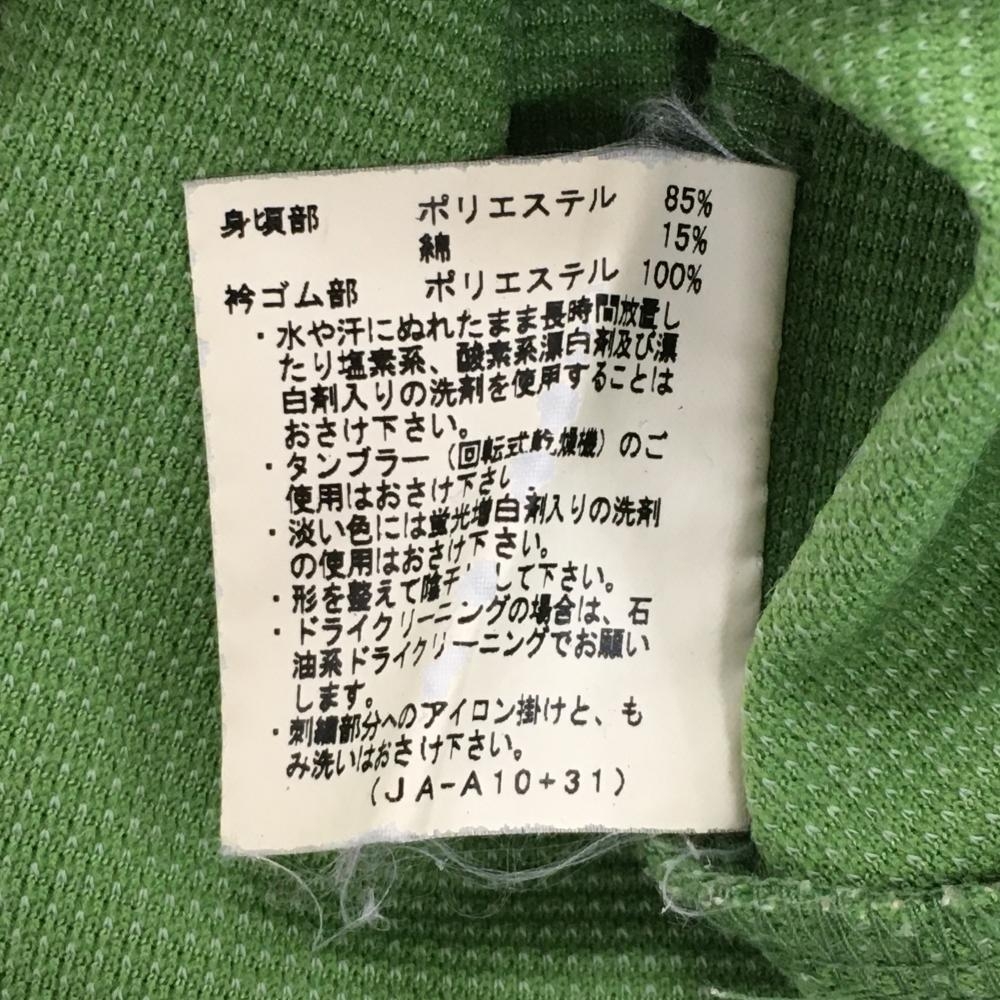 身頃部 ポリエステル 85%
綿 15%
衿ゴム部 ポリエステル 100%
・水や汗にぬれたまま長時間放置し
たり塩素系、酸素系漂白剤及び漂
白剤入りの洗剤を使用することは
おさけ下さい。
・タンブラー（回転式乾燥機）のご
使用はおさけ下さい。
・淡い色には蛍光増白剤入りの洗剤
の使用はおさけ下さい。
・形を整えて陰干しして下さい。
・ドライクリーニングの場合は、石
油系ドライクリーニングでお願い
します。
・刺繍部分へのアイロン掛けと、も
み洗いはおさけ下さい。
（JA-A10+31）